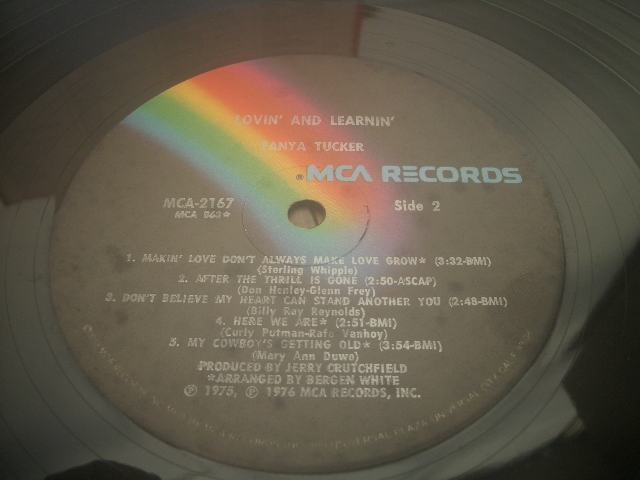 LOVIN' AND LEARNIN'
TANYA TUCKER
® MCA RECORDS
MCA-2167
MCA 863*
Side 2
1. MAKIN' LOVE DON'T ALWAYS MAKE LOVE GROW* (3:32-BMI)
(Sterling Whipple)
2. AFTER THE THRILL IS GONE (2:50-ASCAP)
(Don Henley-Glenn Frey)
3. DON'T BELIEVE MY HEART CAN STAND ANOTHER YOU (2:48-BMI)
(Billy Ray Reynolds)
4. HERE WE ARE* (2:51-BMI)
(Curly Putman-Rafe Vanhoy)
5. MY COWBOY'S GETTING OLD* (3:54-BMI)
(Mary Ann Duwe)
PRODUCED BY JERRY CRUTCHFIELD
*ARRANGED BY BERGEN WHITE
℗ 1975, ℗ 1976 MCA RECORDS, INC.